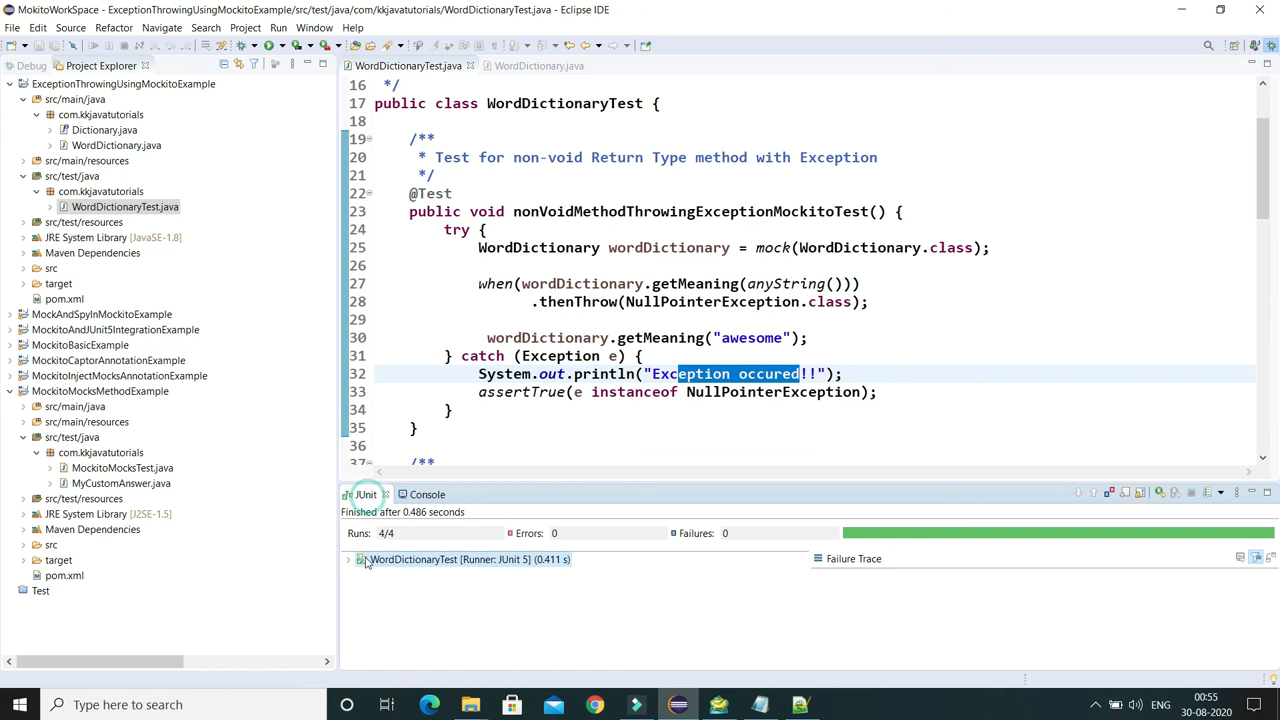 MokitoWorkSpace - ExceptionThrowingUsingMockitoExample/src/test/java/com/kkjavatutorials/WordDictionaryTest.java - Eclipse IDE
File Edit Source Refactor Navigate Search Project Run Window Help
Debug Project Explorer
ExceptionThrowingUsingMockitoExample
src/main/java
com.kkjavatutorials
Dictionary.java
WordDictionary.java
src/main/resources
src/test/java
com.kkjavatutorials
WordDictionaryTest.java
src/test/resources
JRE System Library [JavaSE-1.8]
Maven Dependencies
src
target
pom.xml
MockAndSpyInMockitoExample
MockitoAndJUnit5IntegrationExample
MockitoBasicExample
MockitoCaptorAnnotationExample
MockitoInjectMocksAnnotationExample
MockitoMocksMethodExample
src/main/java
src/main/resources
src/test/java
com.kkjavatutorials
MockitoMocksTest.java
MyCustomAnswer.java
src/test/resources
JRE System Library [J2SE-1.5]
Maven Dependencies
src
target
pom.xml
Test
WordDictionaryTest.java WordDictionary.java
16 */
17 public class WordDictionaryTest {
18
19 /**
20 * Test for non-void Return Type method with Exception
21 */
22 @Test
23 public void nonVoidMethodThrowingExceptionMockitoTest() {
24 try {
25 WordDictionary wordDictionary = mock(WordDictionary.class);
26
27 when(wordDictionary.getMeaning(anyString()))
28 .thenThrow(NullPointerException.class);
29
30 wordDictionary.getMeaning("awesome");
31 } catch (Exception e) {
32 System.out.println("Exception occured!!");
33 assertTrue(e instanceof NullPointerException);
34 }
35 }
36
37 /**
JUnit Console
Finished after 0.486 seconds
Runs: 4/4 Errors: 0 Failures: 0
WordDictionaryTest [Runner: JUnit 5] (0.411 s)
Failure Trace
Type here to search
ENG
00:55
30-08-2020